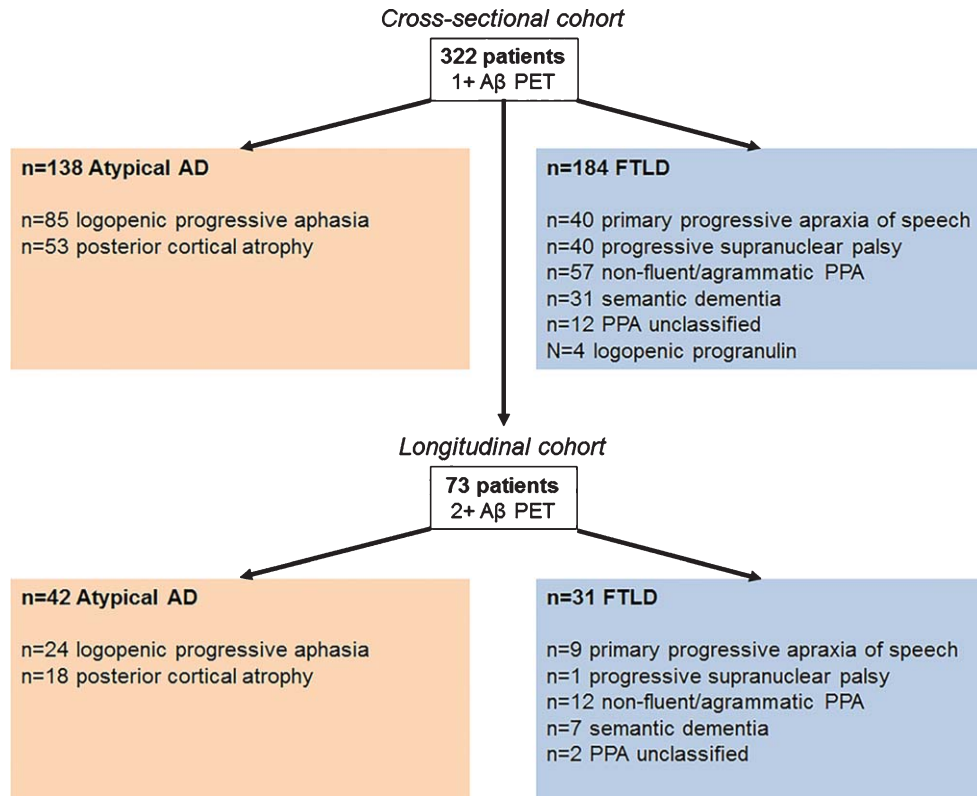 Cross-sectional cohort
322 patients
1+ Aβ PET
n=138 Atypical AD
n=85 logopenic progressive aphasia
n=53 posterior cortical atrophy
n=184 FTLD
n=40 primary progressive apraxia of speech
n=40 progressive supranuclear palsy
n=57 non-fluent/agrammatic PPA
n=31 semantic dementia
n=12 PPA unclassified
N=4 logopenic progranulin
Longitudinal cohort
73 patients
2+ Aβ PET
n=42 Atypical AD
n=24 logopenic progressive aphasia
n=18 posterior cortical atrophy
n=31 FTLD
n=9 primary progressive apraxia of speech
n=1 progressive supranuclear palsy
n=12 non-fluent/agrammatic PPA
n=7 semantic dementia
n=2 PPA unclassified